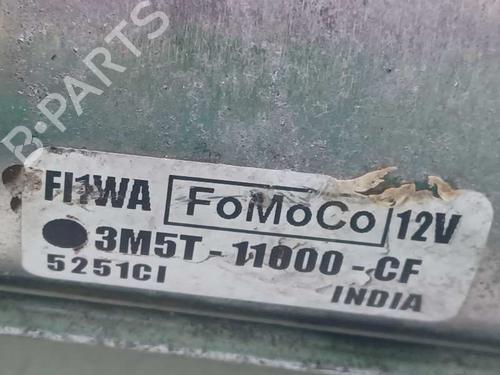 B-PARTS
FI1WA FoMoCo 12V
3M5T-11000-CF
5251CI
INDIA